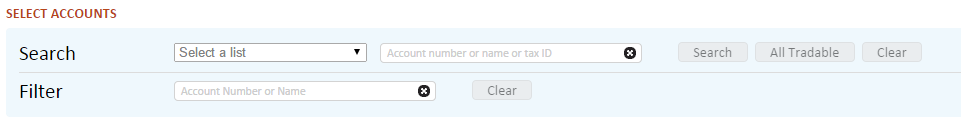 SELECT ACCOUNTS
Search Select a list Account number or name or tax ID Search All Tradable Clear
Filter Account Number or Name Clear